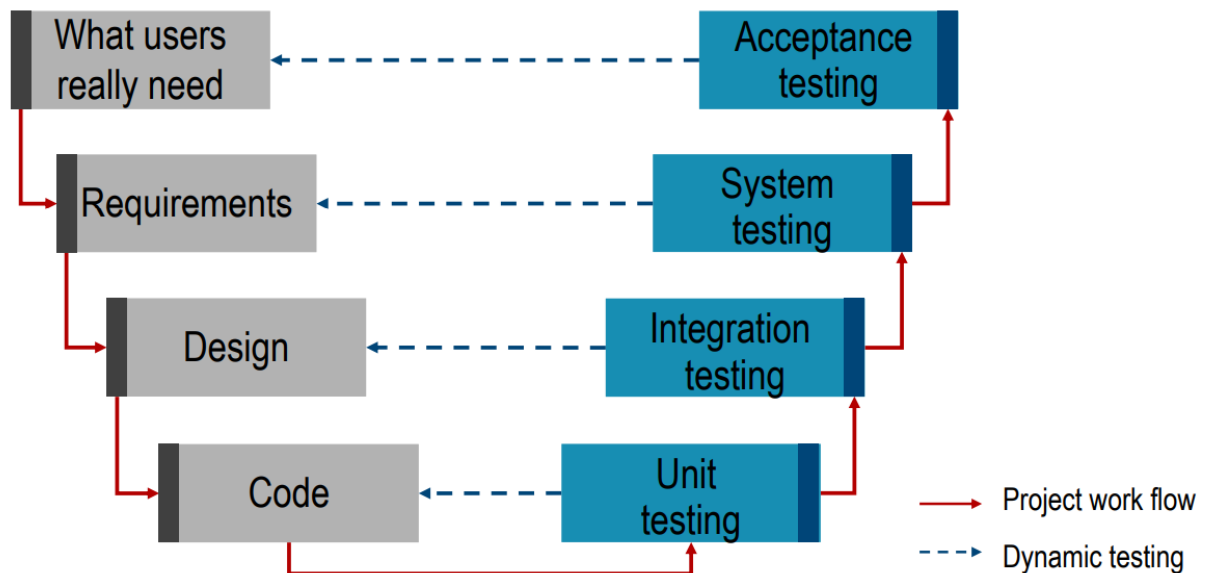 What users
really need
Acceptance
testing
Requirements
System
testing
Design
Integration
testing
Code
Unit
testing
Project work flow
Dynamic testing